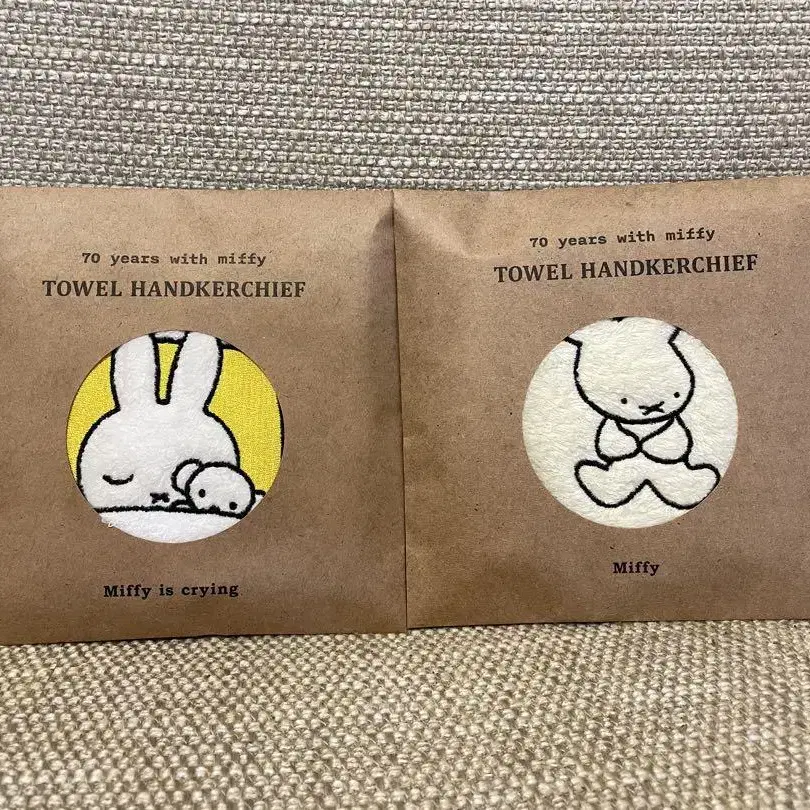 70 years with miffy
TOWEL HANDKERCHIEF
Miffy is crying
70 years with miffy
TOWEL HANDKERCHIEF
Miffy